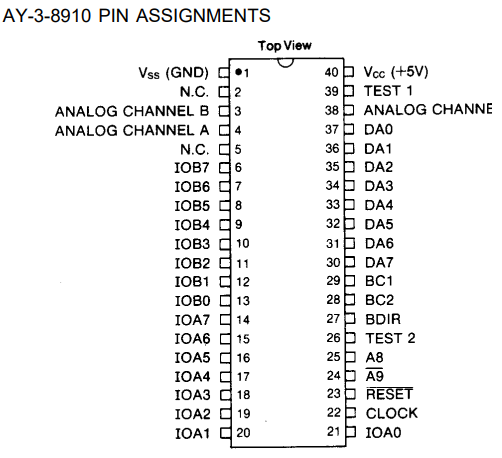 AY-3-8910 PIN ASSIGNMENTS
Top View
Vss (GND) 1 40 Vcc (+5V)
N.C. 2 39 TEST 1
ANALOG CHANNEL B 3 38 ANALOG CHANNE
ANALOG CHANNEL A 4 37 DA0
N.C. 5 36 DA1
IOB7 6 35 DA2
IOB6 7 34 DA3
IOB5 8 33 DA4
IOB4 9 32 DA5
IOB3 10 31 DA6
IOB2 11 30 DA7
IOB1 12 29 BC1
IOB0 13 28 BC2
IOA7 14 27 BDIR
IOA6 15 26 TEST 2
IOA5 16 25 A8
IOA4 17 24 A̅9̅
IOA3 18 23 R̅E̅S̅E̅T̅
IOA2 19 22 CLOCK
IOA1 20 21 IOA0